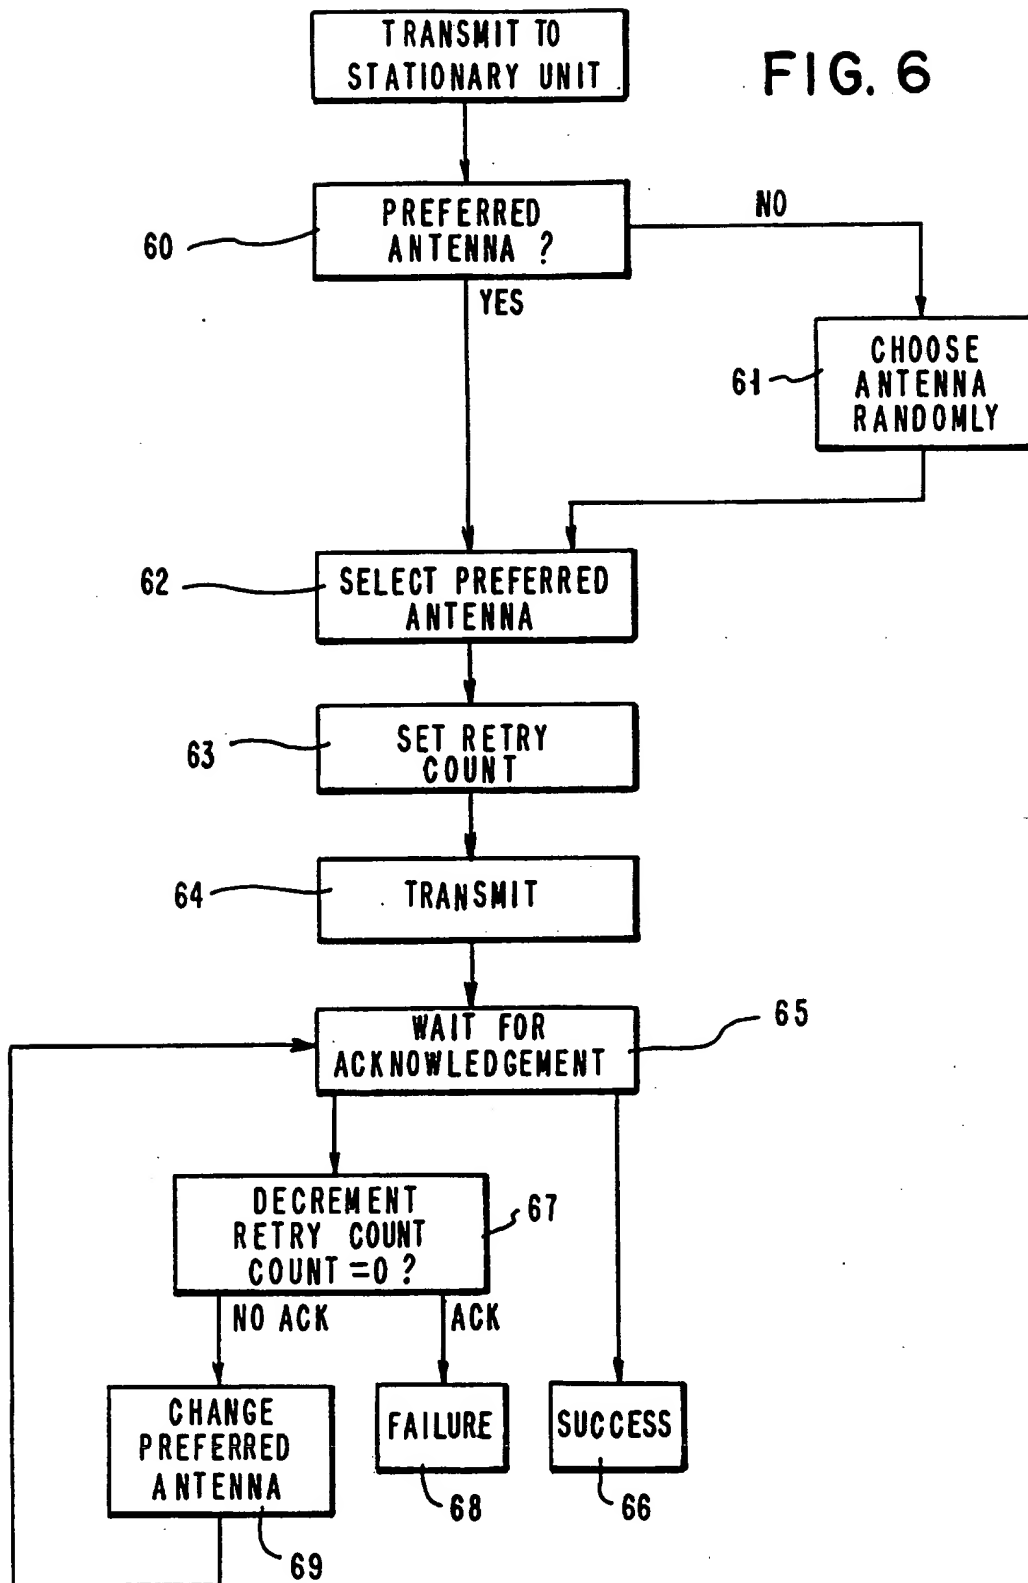 TRANSMIT TO
STATIONARY UNIT
FIG. 6
PREFERRED
ANTENNA ?
60
NO
YES
CHOOSE
ANTENNA
RANDOMLY
61
62
SELECT PREFERRED
ANTENNA
63
SET RETRY
COUNT
64
TRANSMIT
WAIT FOR
ACKNOWLEDGEMENT
65
DECREMENT
RETRY COUNT
COUNT =0 ?
67
NO ACK
ACK
CHANGE
PREFERRED
ANTENNA
FAILURE
SUCCESS
68
66
69